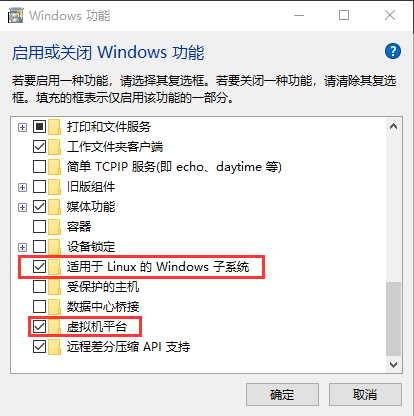 Windows 功能
启用或关闭 Windows 功能
若要启用一种功能，请选择其复选框。若要关闭一种功能，请清除其复选
框。填充的框表示仅启用该功能的一部分。
打印和文件服务
工作文件夹客户端
简单 TCPIP 服务(即 echo、daytime 等)
旧版组件
媒体功能
容器
设备锁定
适用于 Linux 的 Windows 子系统
受保护的主机
数据中心桥接
虚拟机平台
远程差分压缩 API 支持
确定
取消